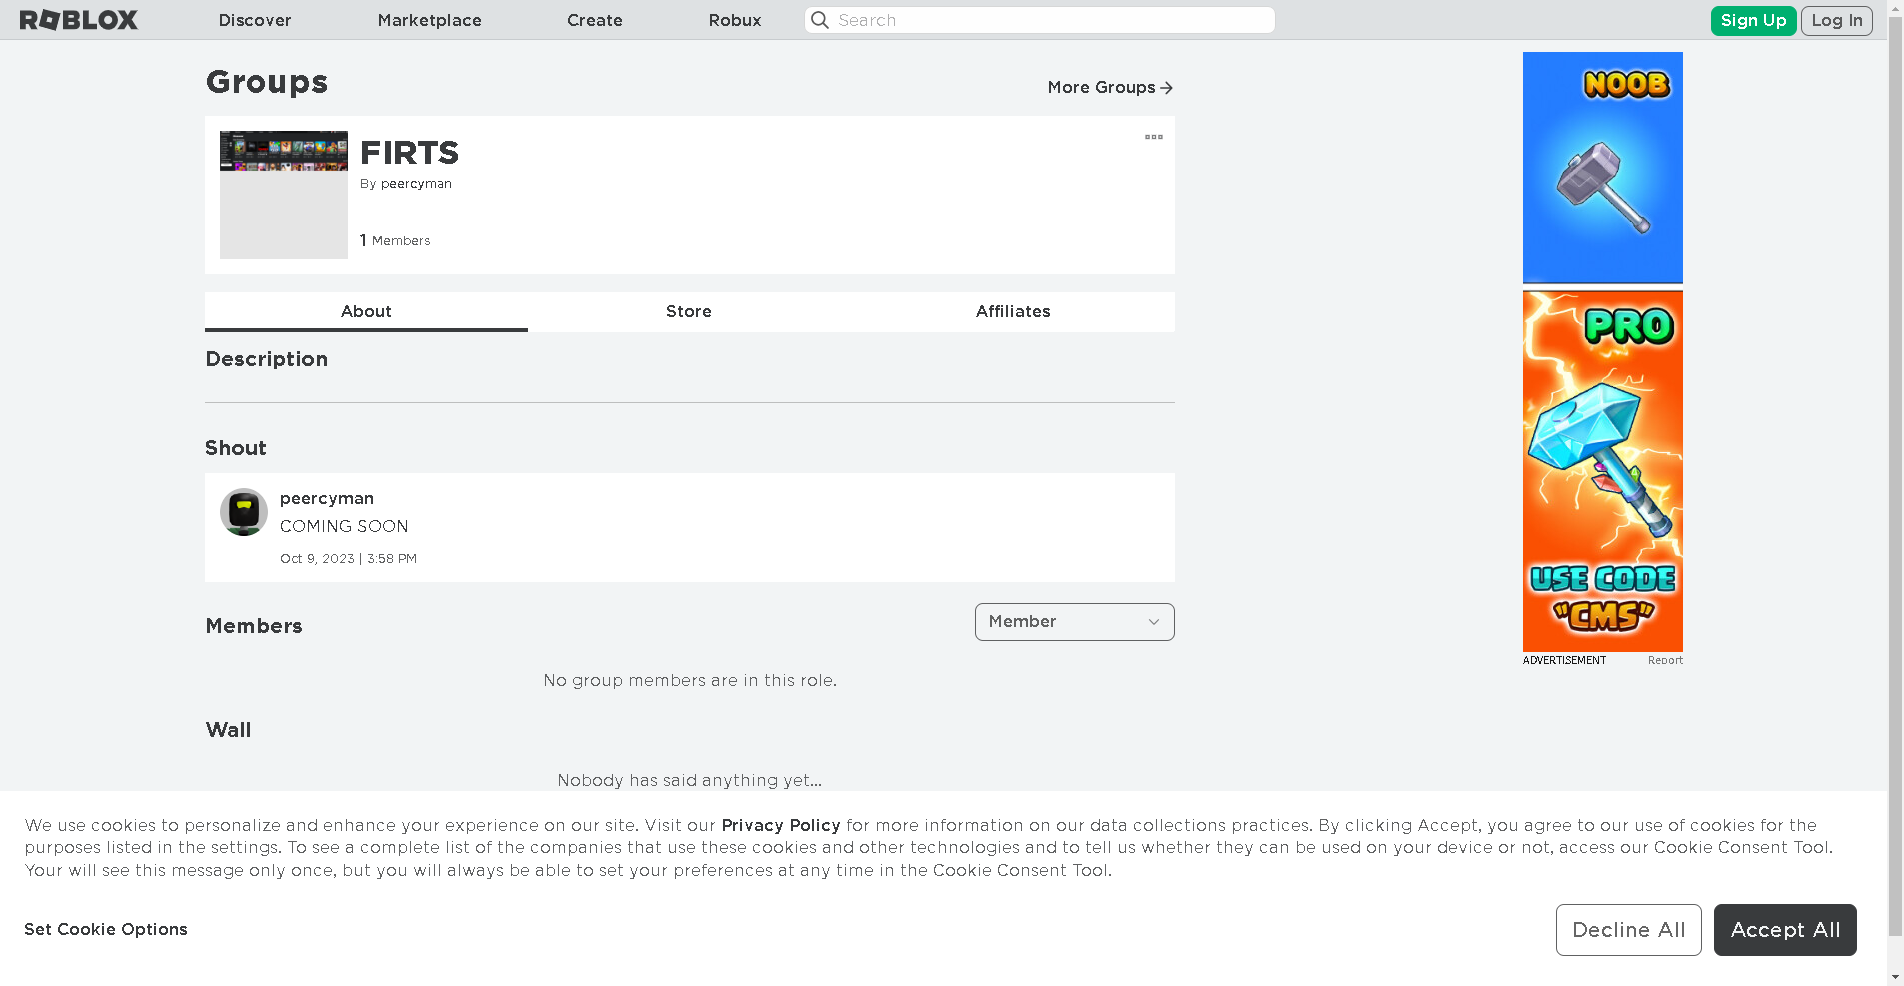 ROBLOX
Discover
Marketplace
Create
Robux
Search
Sign Up
Log In
Groups
More Groups
FIRTS
By peercyman
1 Members
About
Store
Affiliates
Description
Shout
peercyman
COMING SOON
Oct 9, 2023 | 3:58 PM
Members
Member
No group members are in this role.
Wall
Nobody has said anything yet...
NOOB
PRO
USE CODE
"CMS"
ADVERTISEMENT
Report
We use cookies to personalize and enhance your experience on our site. Visit our Privacy Policy for more information on our data collections practices. By clicking Accept, you agree to our use of cookies for the
purposes listed in the settings. To see a complete list of the companies that use these cookies and other technologies and to tell us whether they can be used on your device or not, access our Cookie Consent Tool.
Your will see this message only once, but you will always be able to set your preferences at any time in the Cookie Consent Tool.
Set Cookie Options
Decline All
Accept All